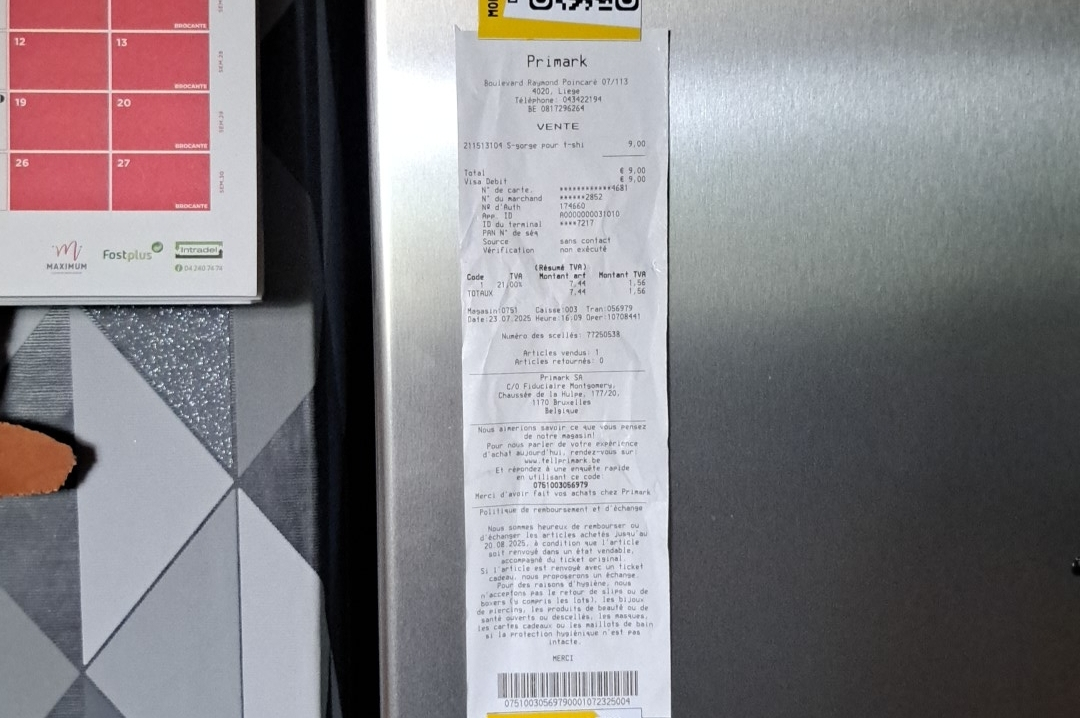 12
13
BROCANTE
SEM.28
19
20
BROCANTE
SEM.29
26
27
BROCANTE
SEM.30
MAXIMUM
Fostplus
intradel
04 240 74 74
Primark
Boulevard Raymond Poincaré 07/113
4020, Liege
Téléphone: 043422194
BE 0817296264
VENTE
211513104 S-gorge pour t-shi 9,00
Total € 9,00
Visa Debit € 9,00
N° de carte. ************4681
N° du marchand ******2852
Nº d'Auth 174660
App. ID A0000000031010
ID du terminal ****7217
PAN N° de séq
Source sans contact
Vérification non exécuté
(Résumé TVA)
Code TVA Montant net Montant TVA
1 21,00% 7,44 1,56
TOTAUX 7,44 1,56
Magasin:0751 Caisse:003 Tran:056979
Date:23.07.2025 Heure:16:09 Oper:10708441
Numéro des scellés: 77250538
Articles vendus: 1
Articles retournés: 0
Primark SA
C/O Fiduciaire Montgomery,
Chaussée de la Hulpe, 177/20,
1170 Bruxelles
Belgique
Nous aimerions savoir ce que vous pensez
de notre magasin!
Pour nous parler de votre expérience
d'achat aujourd'hui, rendez-vous sur:
www.tellprimark.be
Et répondez à une enquête rapide
en utilisant ce code:
0751003056979
Merci d'avoir fait vos achats chez Primark
Politique de remboursement et d'échange
Nous sommes heureux de rembourser ou
d'échanger les articles achetés jusqu'au
20.08.2025, à condition que l'article
soit renvoyé dans un état vendable,
accompagné du ticket original.
Si l'article est renvoyé avec un ticket
cadeau, nous proposerons un échange.
Pour des raisons d'hygiène, nous
n'acceptons pas le retour de slips ou de
boxers (y compris les lots), les bijoux
de piercing, les produits de beauté ou de
santé ouverts ou descellés, les masques,
les cartes cadeaux ou les maillots de bain
si la protection hygiénique n'est pas
intacte.
MERCI
07510030569790001072325004